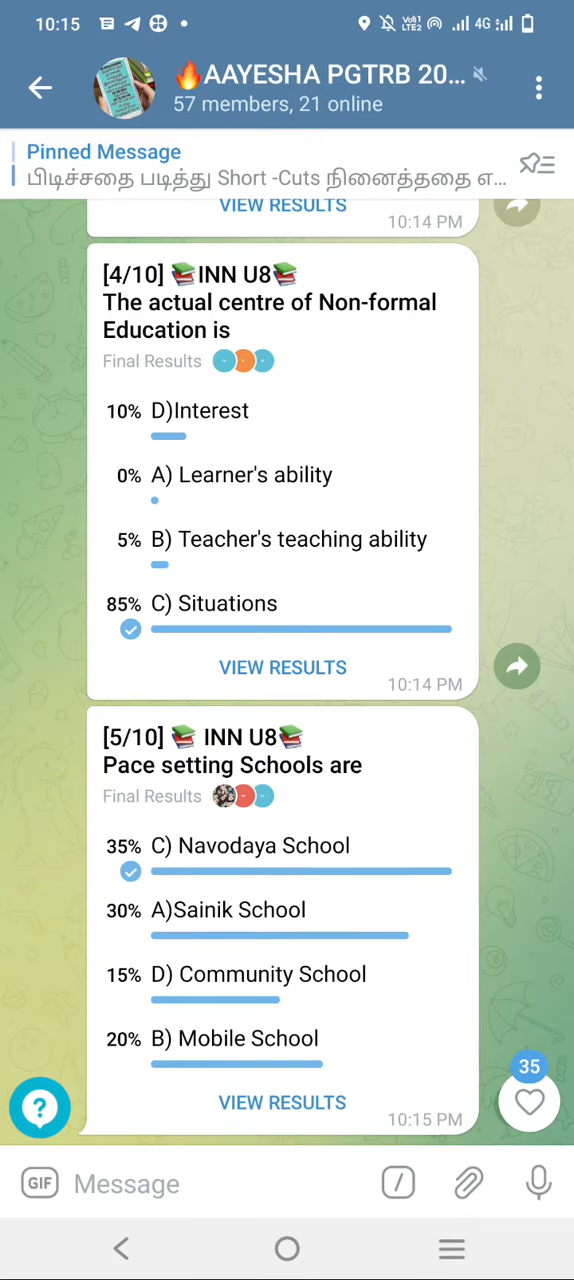 10:15
Vo))1
LTE2
4G
🔥AAYESHA PGTRB 20...
57 members, 21 online
Pinned Message
பிடிச்சதை படித்து Short -Cuts நினைத்ததை எ...
VIEW RESULTS
10:14 PM
[4/10] 📚INN U8📚
The actual centre of Non-formal
Education is
Final Results
10% D)Interest
0% A) Learner's ability
5% B) Teacher's teaching ability
85% C) Situations
VIEW RESULTS
10:14 PM
[5/10] 📚 INN U8📚
Pace setting Schools are
Final Results
35% C) Navodaya School
30% A)Sainik School
15% D) Community School
20% B) Mobile School
VIEW RESULTS
10:15 PM
35
?
GIF Message /